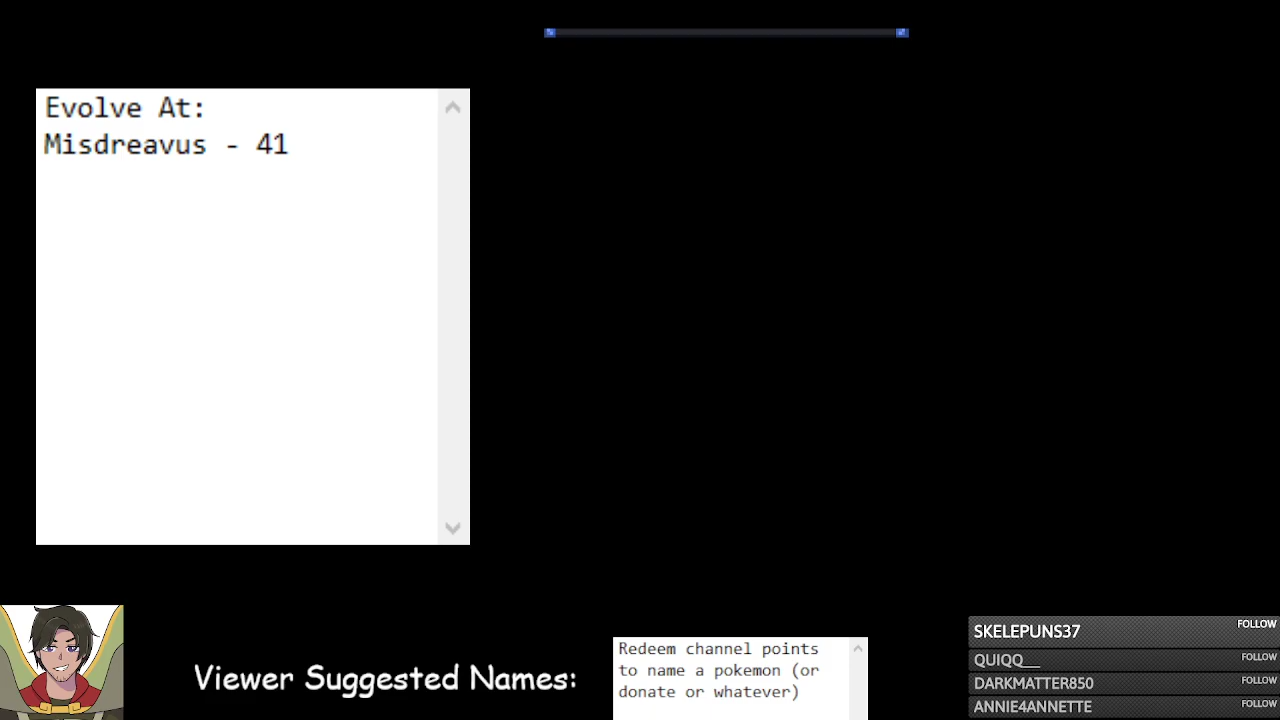 Evolve At:
Misdreavus - 41
Viewer Suggested Names:
Redeem channel points
to name a pokemon (or
donate or whatever)
SKELEPUNS37 FOLLOW
QUIQQ__ FOLLOW
DARKMATTER850 FOLLOW
ANNIE4ANNETTE FOLLOW